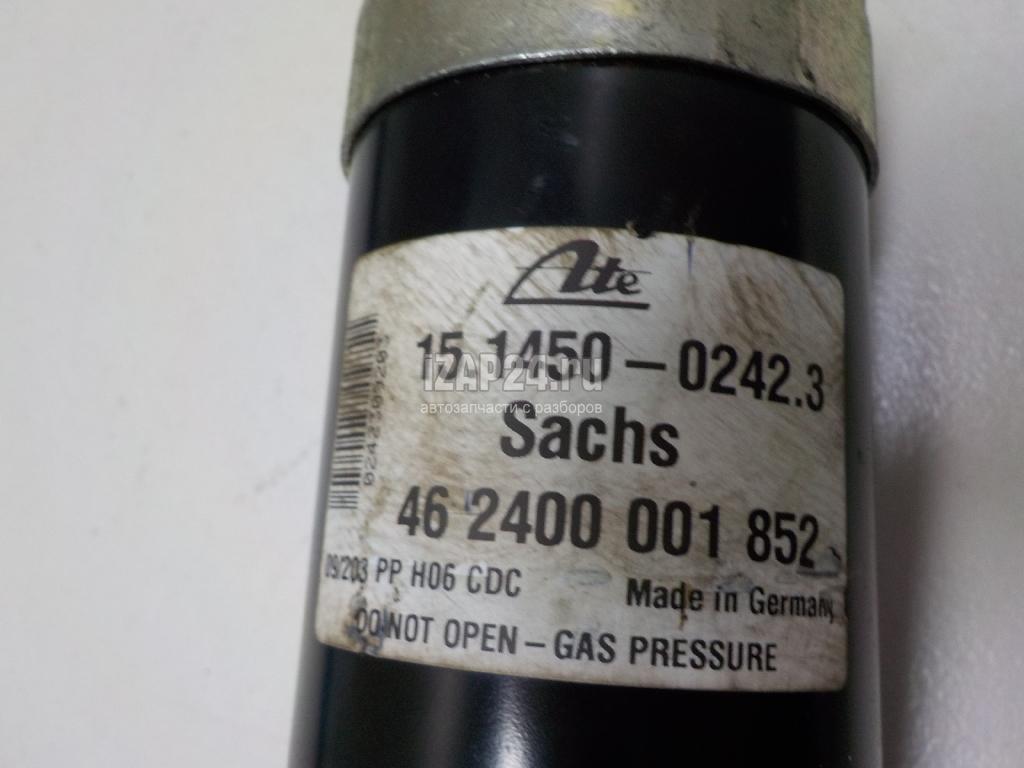 Ate
15.1450-0242.3
iZAP24.ru
автозапчасти с разборов
Sachs
46 2400 001 852
09/203 PP H06 CDC
Made in Germany
DO NOT OPEN - GAS PRESSURE